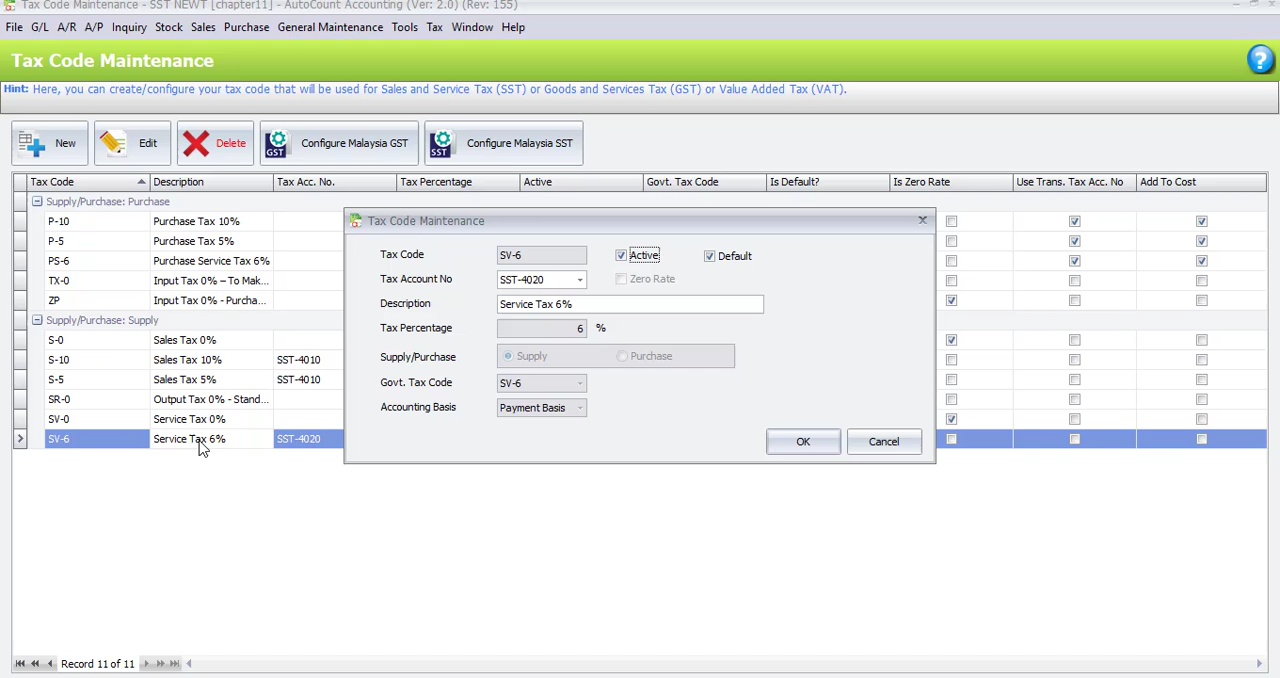 Tax Code Maintenance - SST NEWT [chapter11] - AutoCount Accounting (Ver: 2.0) (Rev: 155)
File G/L A/R A/P Inquiry Stock Sales Purchase General Maintenance Tools Tax Window Help
Tax Code Maintenance
?
Hint: Here, you can create/configure your tax code that will be used for Sales and Service Tax (SST) or Goods and Services Tax (GST) or Value Added Tax (VAT).
New Edit Delete GST Configure Malaysia GST SST Configure Malaysia SST
Tax Code Description Tax Acc. No. Tax Percentage Active Govt. Tax Code Is Default? Is Zero Rate Use Trans. Tax Acc. No Add To Cost
Supply/Purchase: Purchase
P-10 Purchase Tax 10%
P-5 Purchase Tax 5%
PS-6 Purchase Service Tax 6%
TX-0 Input Tax 0% – To Mak...
ZP Input Tax 0% - Purcha...
Supply/Purchase: Supply
S-0 Sales Tax 0%
S-10 Sales Tax 10% SST-4010
S-5 Sales Tax 5% SST-4010
SR-0 Output Tax 0% - Stand...
SV-0 Service Tax 0%
SV-6 Service Tax 6% SST-4020
Tax Code Maintenance
Tax Code SV-6 Active Default
Tax Account No SST-4020 Zero Rate
Description Service Tax 6%
Tax Percentage 6 %
Supply/Purchase Supply Purchase
Govt. Tax Code SV-6
Accounting Basis Payment Basis
OK Cancel
Record 11 of 11